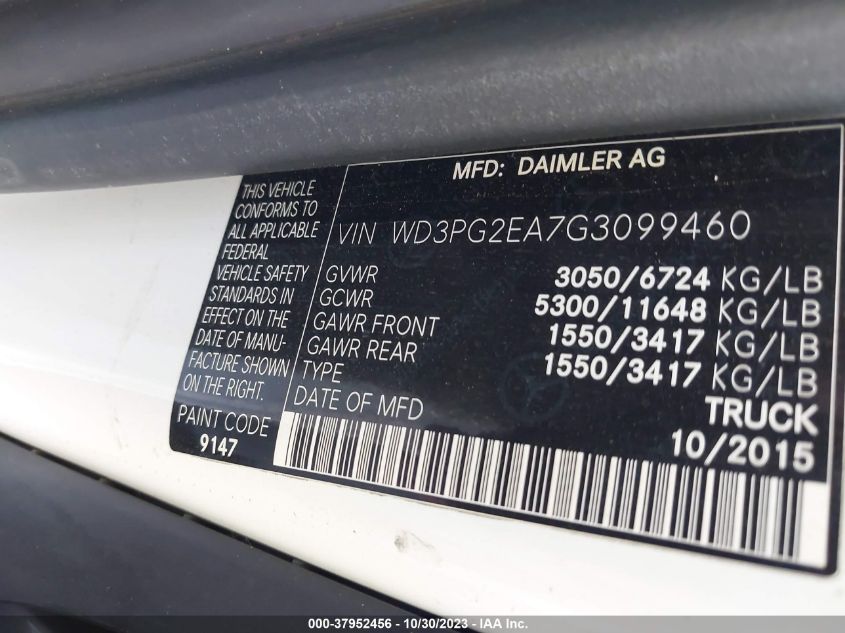 MFD: DAIMLER AG
THIS VEHICLE
CONFORMS TO
ALL APPLICABLE
FEDERAL
VEHICLE SAFETY
STANDARDS IN
EFFECT ON THE
DATE OF MANU-
FACTURE SHOWN
ON THE RIGHT.
PAINT CODE
9147
VIN WD3PG2EA7G3099460
GVWR 3050/6724 KG/LB
GCWR 5300/11648 KG/LB
GAWR FRONT 1550/3417 KG/LB
GAWR REAR 1550/3417 KG/LB
TYPE TRUCK
DATE OF MFD 10/2015
000-37952456 - 10/30/2023 - IAA Inc.